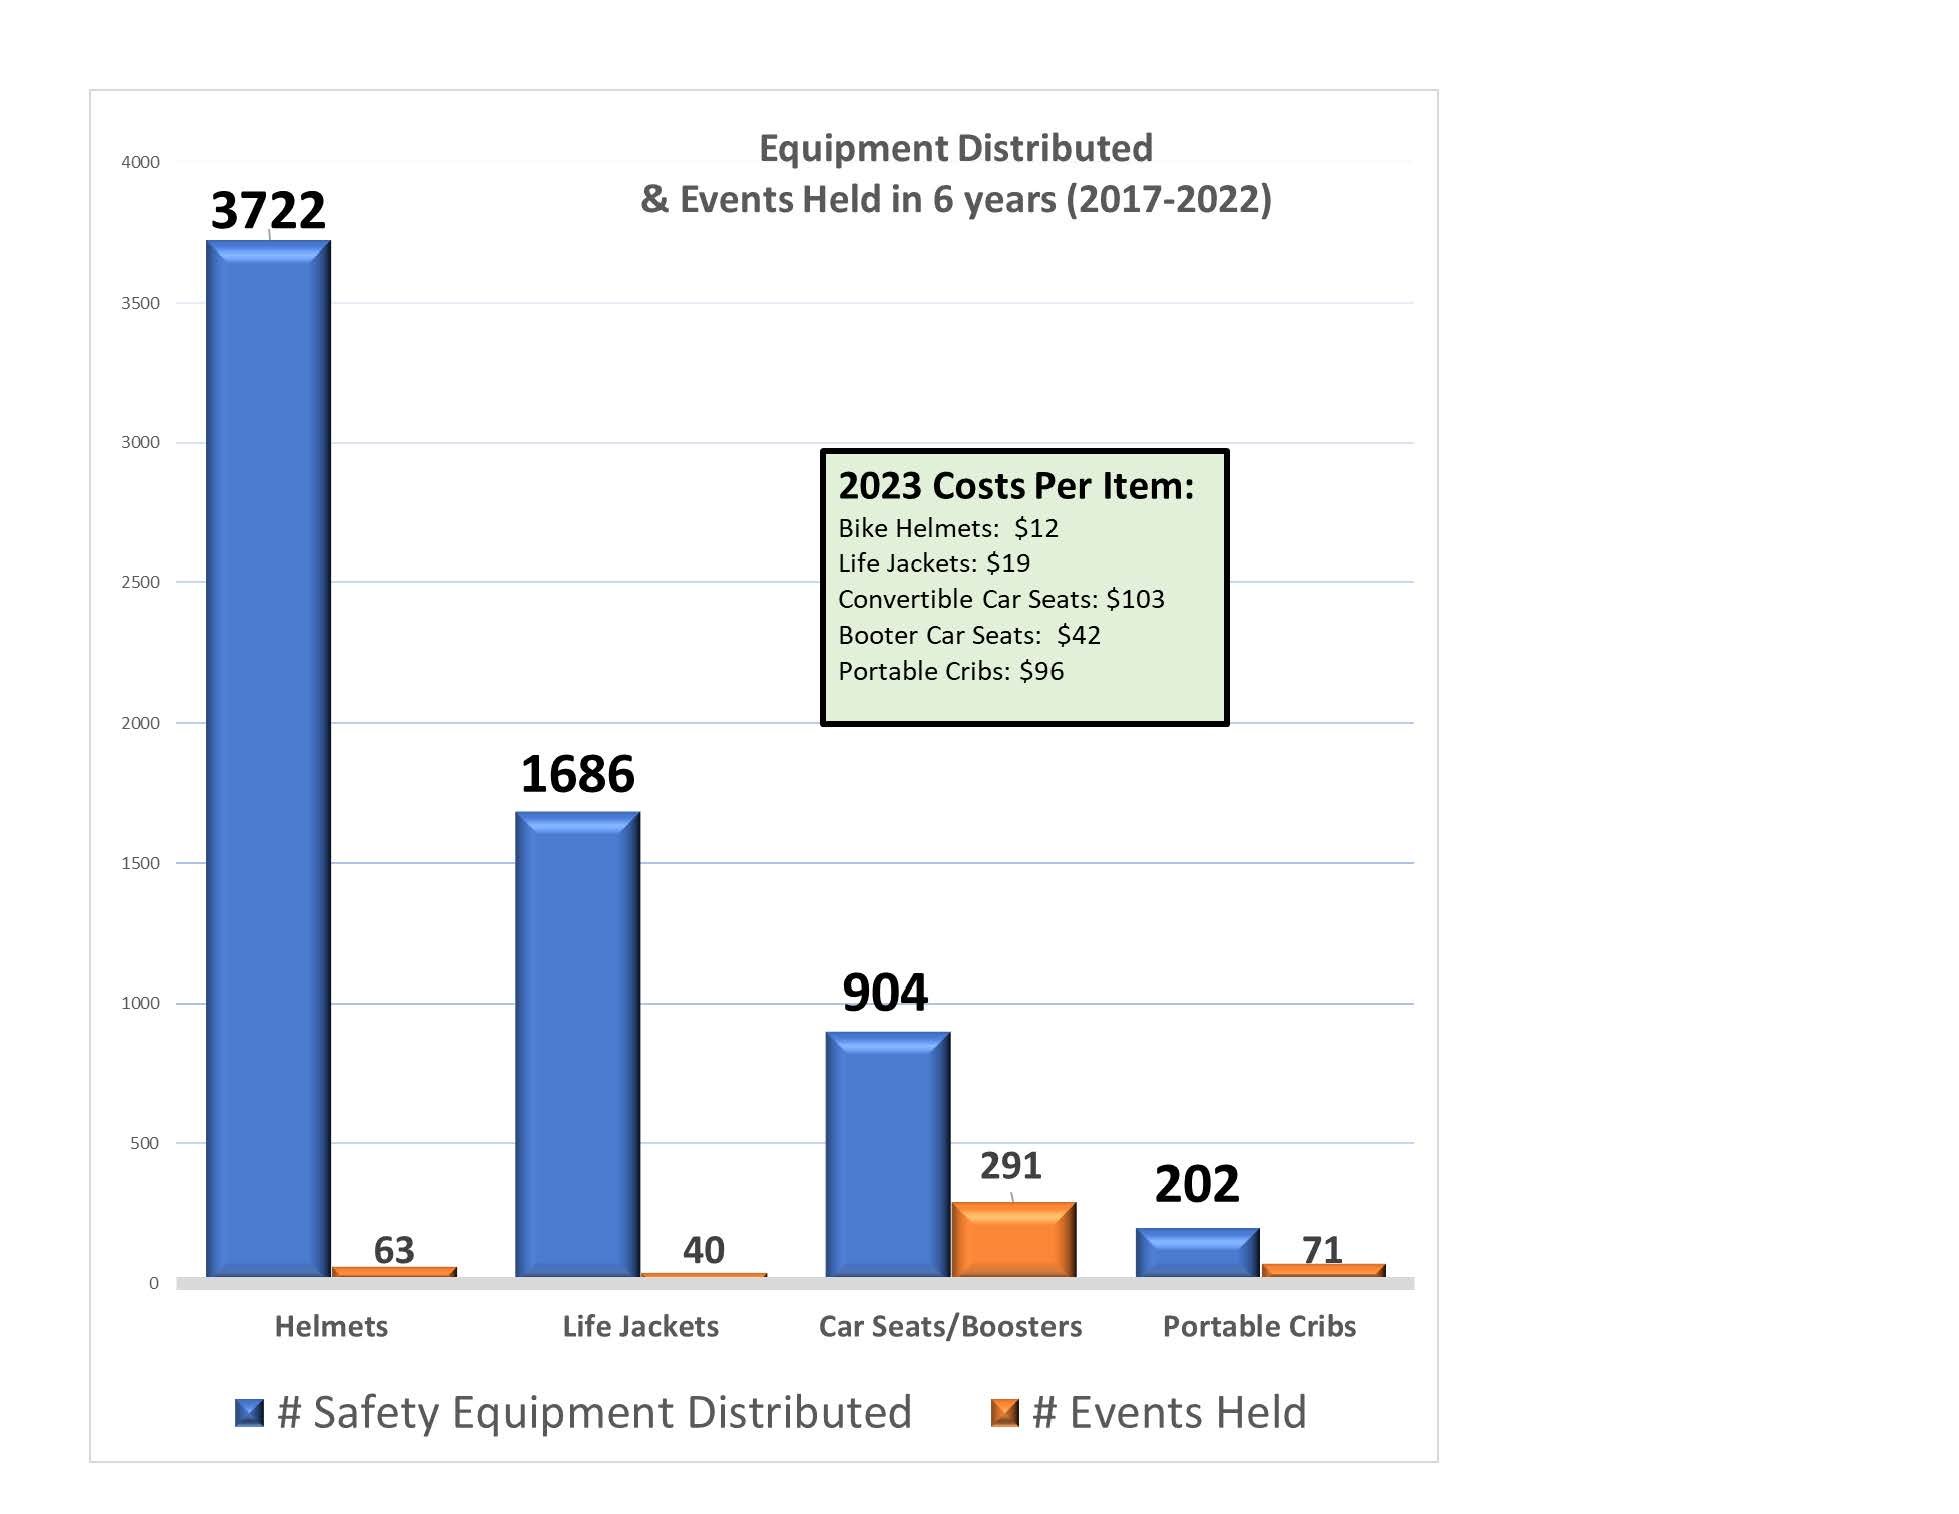 Equipment Distributed
& Events Held in 6 years (2017-2022)
4000
3500
3000
2500
2000
1500
1000
500
0
3722
63
1686
40
904
291
202
71
2023 Costs Per Item:
Bike Helmets:  $12
Life Jackets: $19
Convertible Car Seats: $103
Booter Car Seats:  $42
Portable Cribs: $96
Helmets
Life Jackets
Car Seats/Boosters
Portable Cribs
# Safety Equipment Distributed
# Events Held